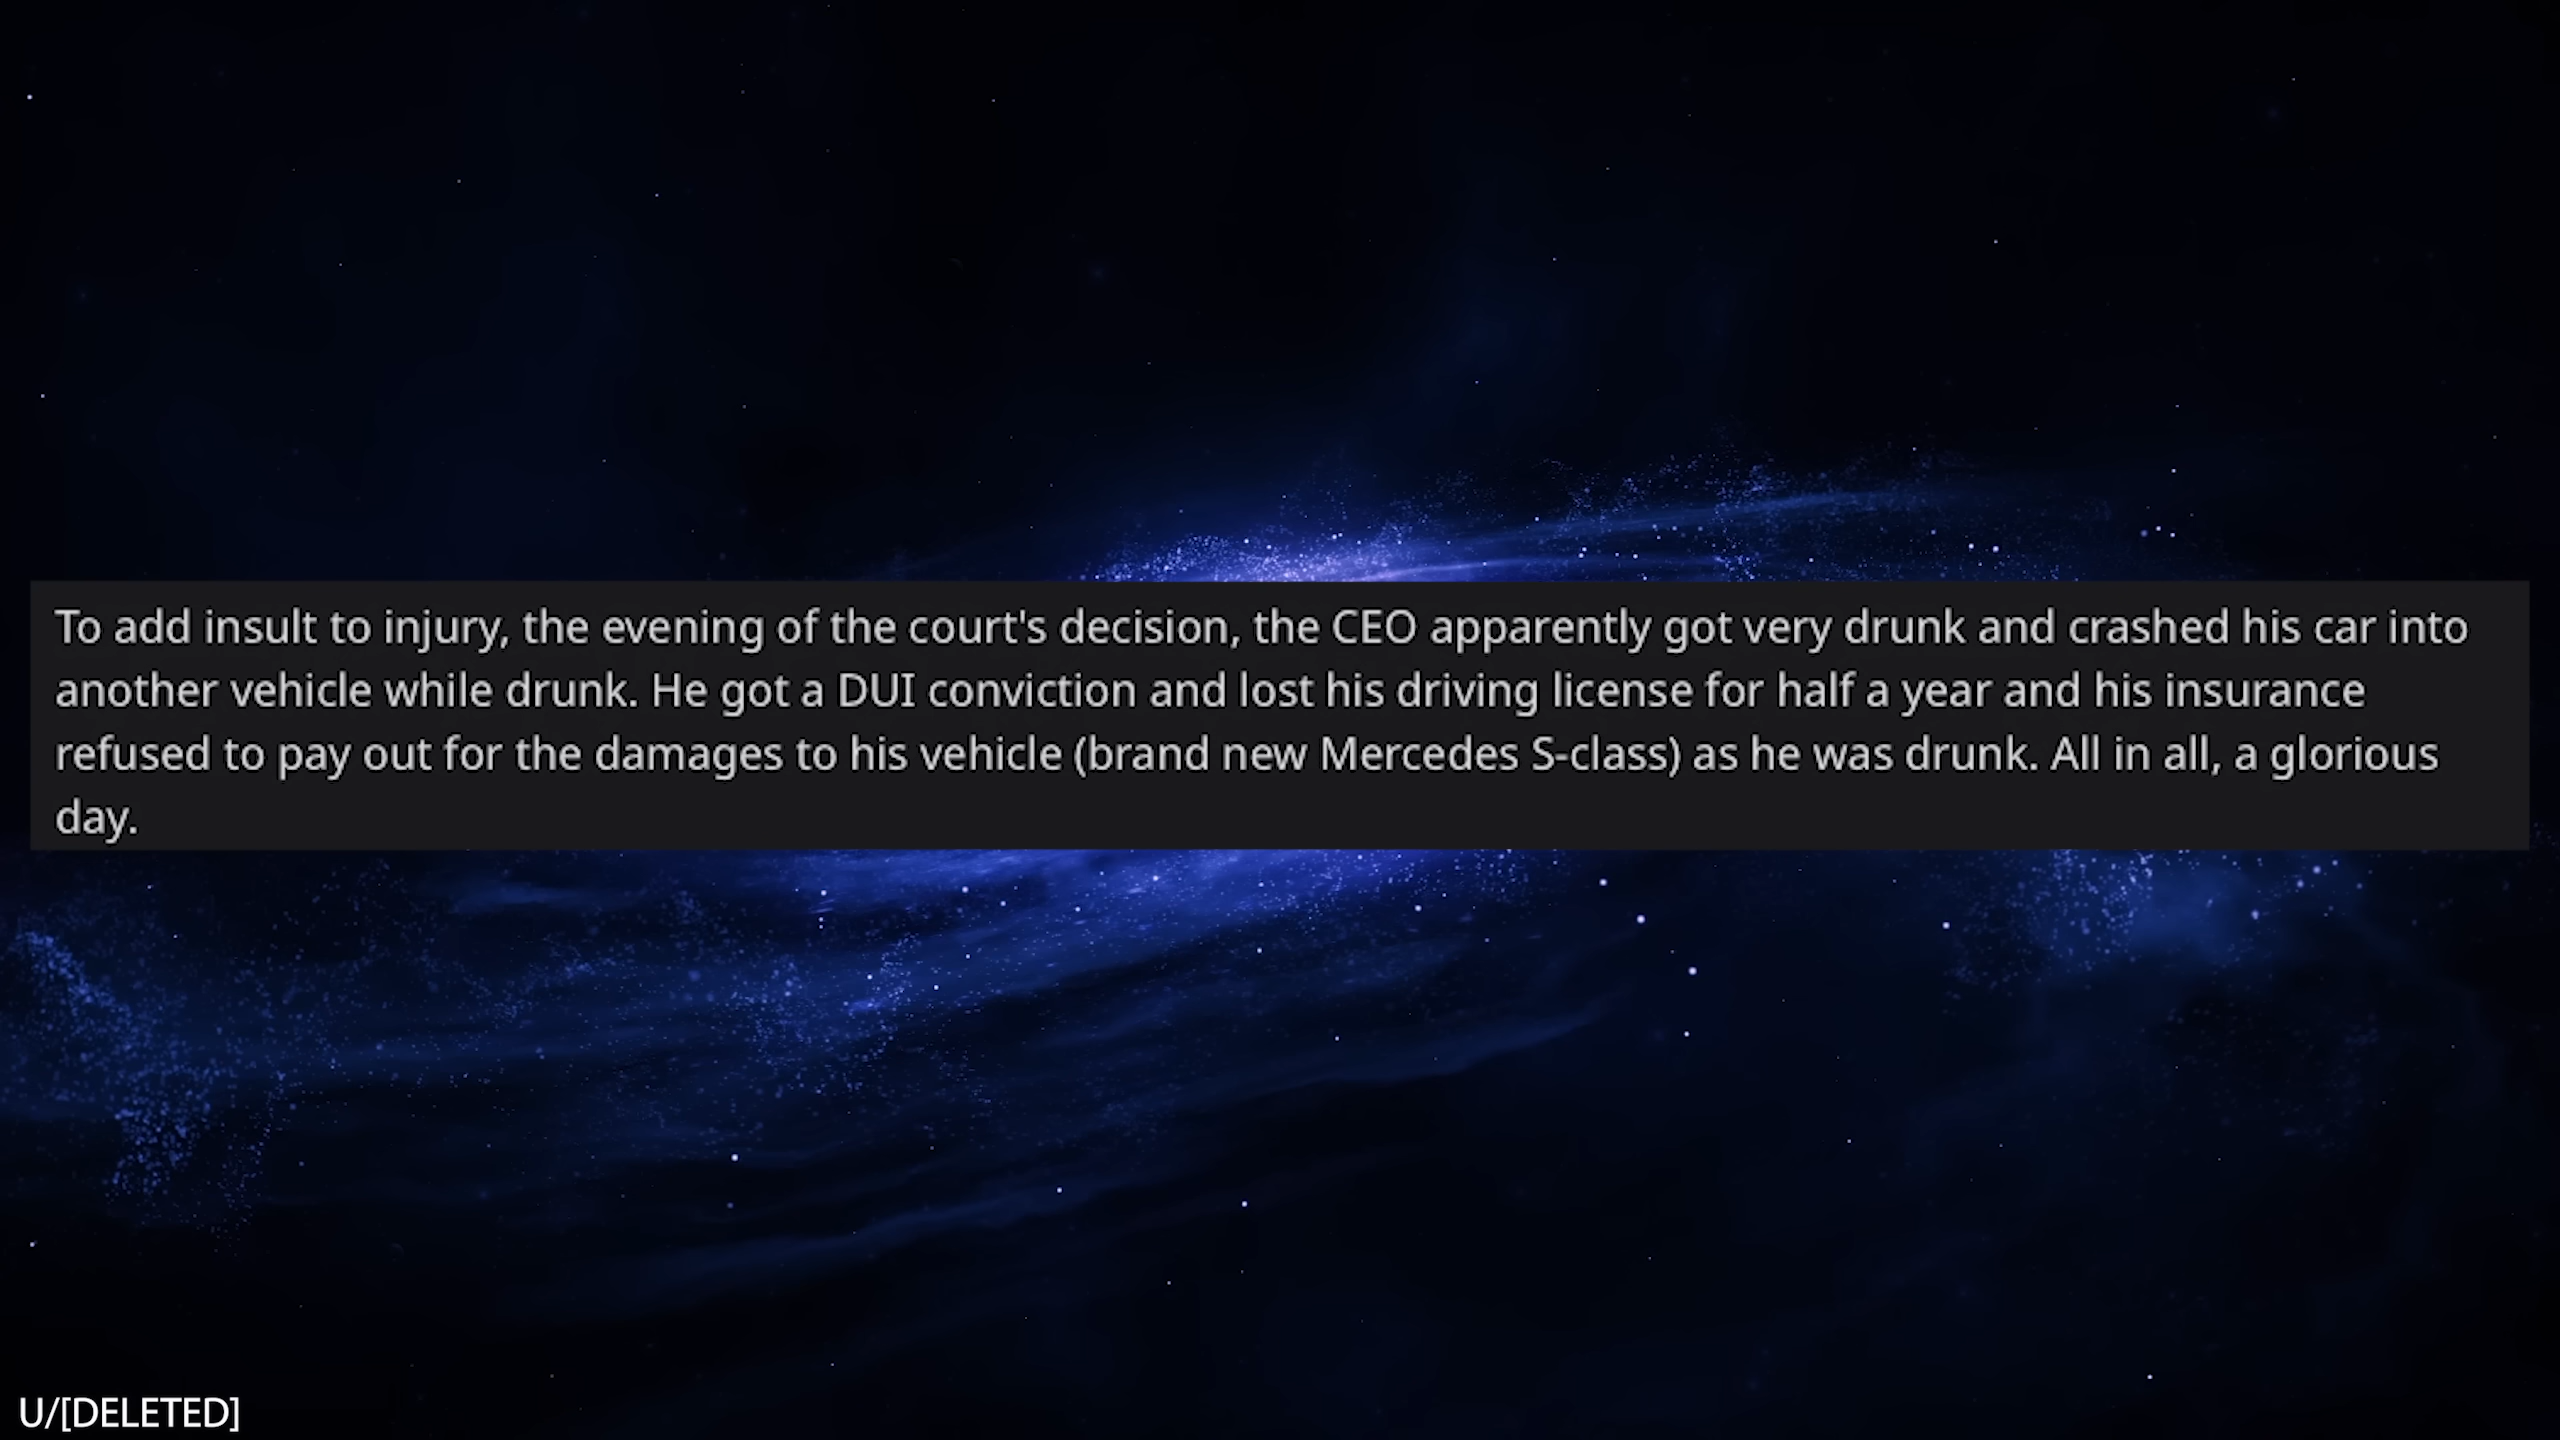 To add insult to injury, the evening of the court's decision, the CEO apparently got very drunk and crashed his car into
another vehicle while drunk. He got a DUI conviction and lost his driving license for half a year and his insurance
refused to pay out for the damages to his vehicle (brand new Mercedes S-class) as he was drunk. All in all, a glorious
day.
U/[DELETED]